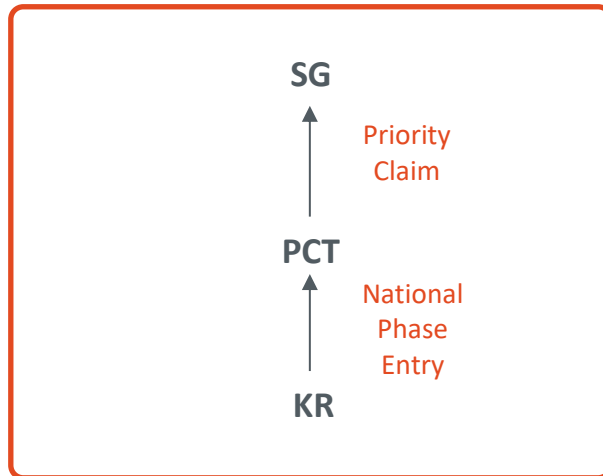 SG
Priority
Claim
PCT
National
Phase
Entry
KR